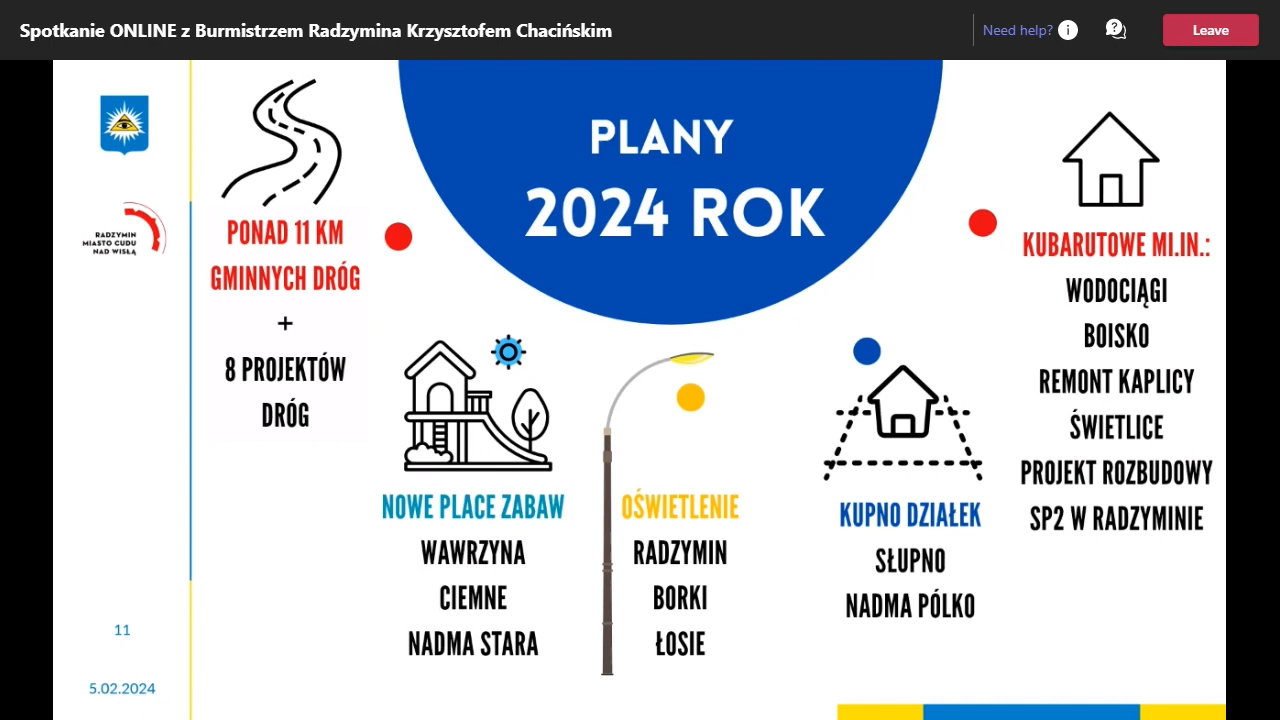 Spotkanie ONLINE z Burmistrzem Radzymina Krzysztofem Chacińskim
Need help?
Leave
RADZYMIN
MIASTO CUDU
NAD WISŁĄ
11
5.02.2024
PLANY
2024 ROK
PONAD 11 KM
GMINNYCH DRÓG
+
8 PROJEKTÓW
DRÓG
NOWE PLACE ZABAW
WAWRZYNA
CIEMNE
NADMA STARA
OŚWIETLENIE
RADZYMIN
BORKI
ŁOSIE
KUPNO DZIAŁEK
SŁUPNO
NADMA PÓLKO
KUBARUTOWE MI.IN.:
WODOCIĄGI
BOISKO
REMONT KAPLICY
ŚWIETLICE
PROJEKT ROZBUDOWY
SP2 W RADZYMINIE